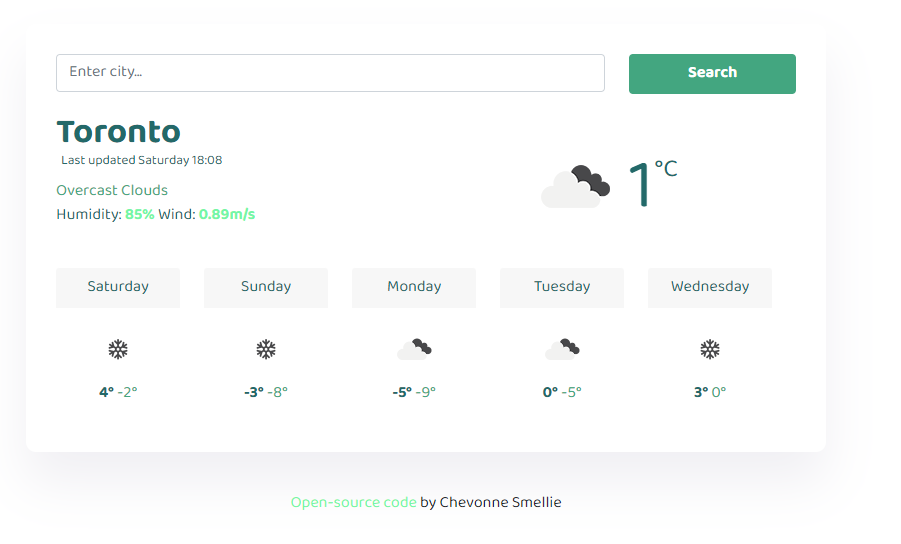 Enter city...
Search
Toronto
Last updated Saturday 18:08
Overcast Clouds
Humidity: 85% Wind: 0.89m/s
1°C
Saturday Sunday Monday Tuesday Wednesday
4° -2° -3° -8° -5° -9° 0° -5° 3° 0°
Open-source code by Chevonne Smellie